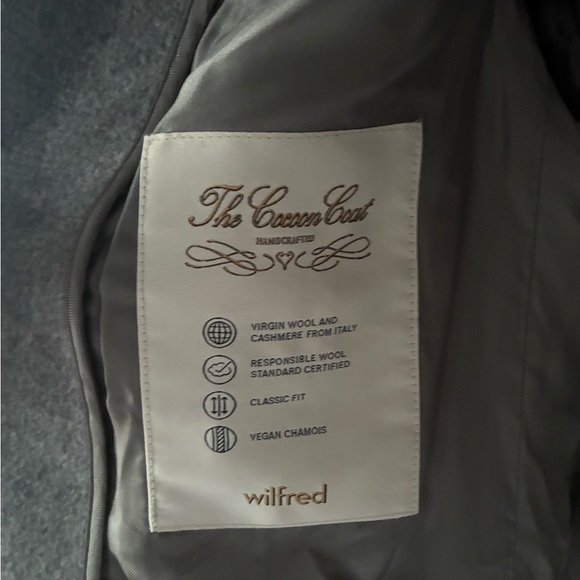 The Cocoon Coat
HANDCRAFTED
VIRGIN WOOL AND
CASHMERE FROM ITALY
RESPONSIBLE WOOL
STANDARD CERTIFIED
CLASSIC FIT
VEGAN CHAMOIS
wilfred